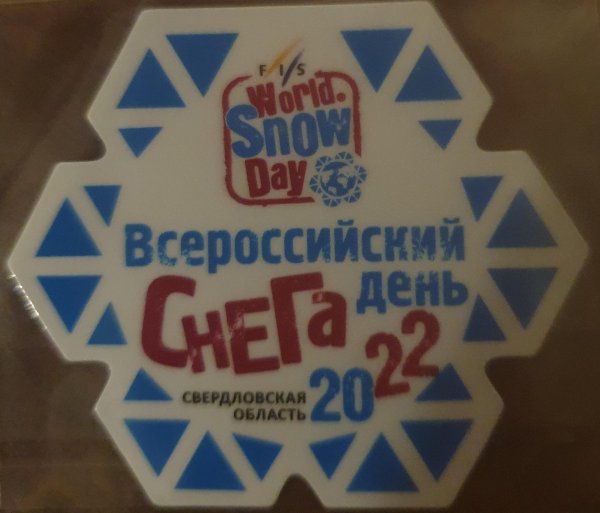 FIS
World
Snow
Day
Всероссийский
день
СНЕГа
2022
СВЕРДЛОВСКАЯ
ОБЛАСТЬ